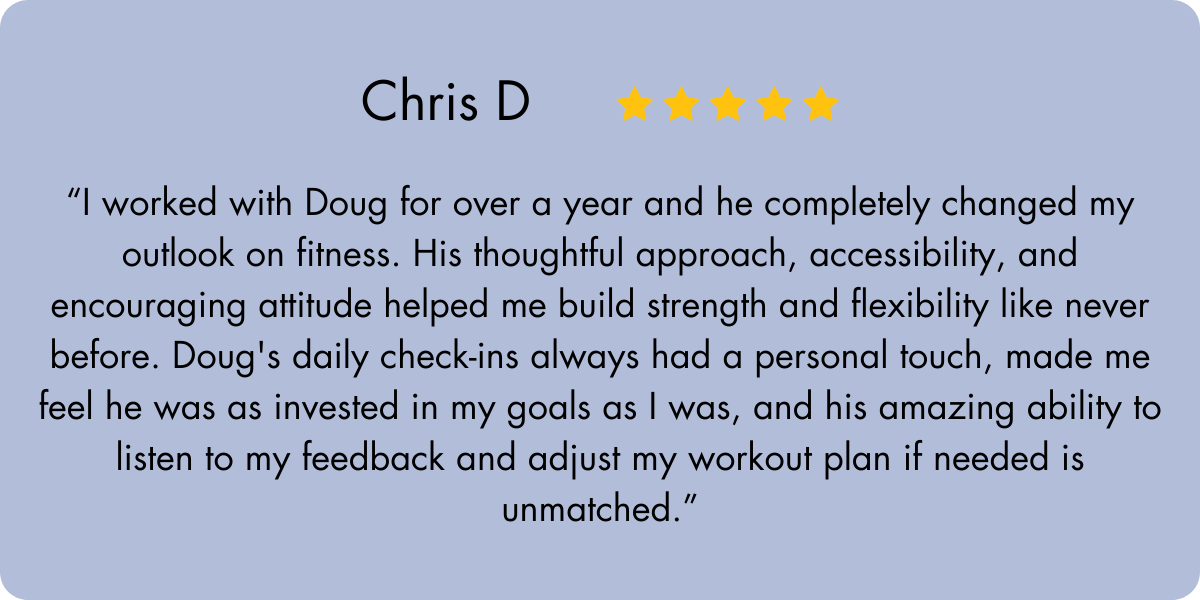 Chris D
“I worked with Doug for over a year and he completely changed my
outlook on fitness. His thoughtful approach, accessibility, and
encouraging attitude helped me build strength and flexibility like never
before. Doug's daily check-ins always had a personal touch, made me
feel he was as invested in my goals as I was, and his amazing ability to
listen to my feedback and adjust my workout plan if needed is
unmatched.”